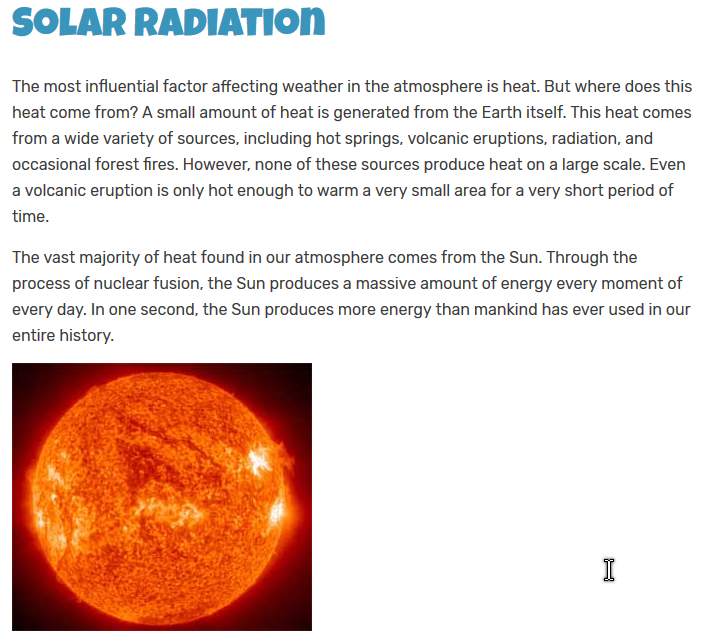 SOLAR RADIATION
The most influential factor affecting weather in the atmosphere is heat. But where does this
heat come from? A small amount of heat is generated from the Earth itself. This heat comes
from a wide variety of sources, including hot springs, volcanic eruptions, radiation, and
occasional forest fires. However, none of these sources produce heat on a large scale. Even
a volcanic eruption is only hot enough to warm a very small area for a very short period of
time.
The vast majority of heat found in our atmosphere comes from the Sun. Through the
process of nuclear fusion, the Sun produces a massive amount of energy every moment of
every day. In one second, the Sun produces more energy than mankind has ever used in our
entire history.